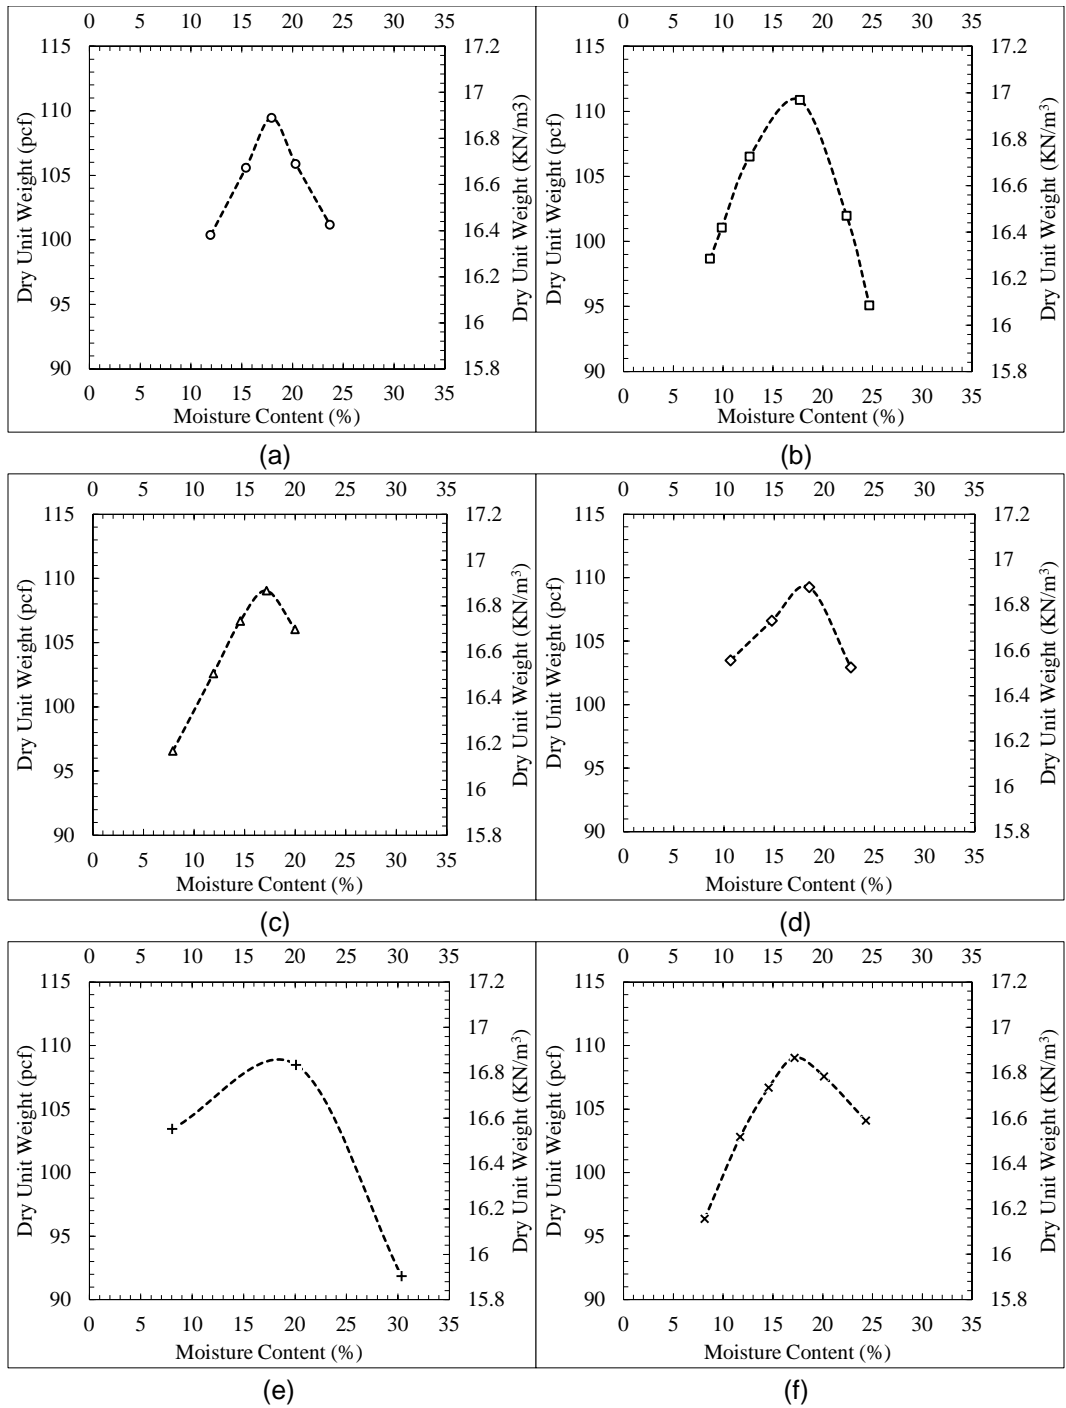 0 5 10 15 20 25 30 35
115
110
105
100
95
90
Dry Unit Weight (pcf)
17.2
17
16.8
16.6
16.4
16.2
16
15.8
Dry Unit Weight (KN/m3)
0 5 10 15 20 25 30 35
Moisture Content (%)
(a)
0 5 10 15 20 25 30 35
115
110
105
100
95
90
Dry Unit Weight (pcf)
17.2
17
16.8
16.6
16.4
16.2
16
15.8
Dry Unit Weight (KN/m³)
0 5 10 15 20 25 30 35
Moisture Content (%)
(b)
0 5 10 15 20 25 30 35
115
110
105
100
95
90
Dry Unit Weight (pcf)
17.2
17
16.8
16.6
16.4
16.2
16
15.8
Dry Unit Weight (KN/m³)
0 5 10 15 20 25 30 35
Moisture Content (%)
(c)
0 5 10 15 20 25 30 35
115
110
105
100
95
90
Dry Unit Weight (pcf)
17.2
17
16.8
16.6
16.4
16.2
16
15.8
Dry Unit Weight (KN/m³)
0 5 10 15 20 25 30 35
Moisture Content (%)
(d)
0 5 10 15 20 25 30 35
115
110
105
100
95
90
Dry Unit Weight (pcf)
17.2
17
16.8
16.6
16.4
16.2
16
15.8
Dry Unit Weight (KN/m³)
0 5 10 15 20 25 30 35
Moisture Content (%)
(e)
0 5 10 15 20 25 30 35
115
110
105
100
95
90
Dry Unit Weight (pcf)
17.2
17
16.8
16.6
16.4
16.2
16
15.8
Dry Unit Weight (KN/m³)
0 5 10 15 20 25 30 35
Moisture Content (%)
(f)